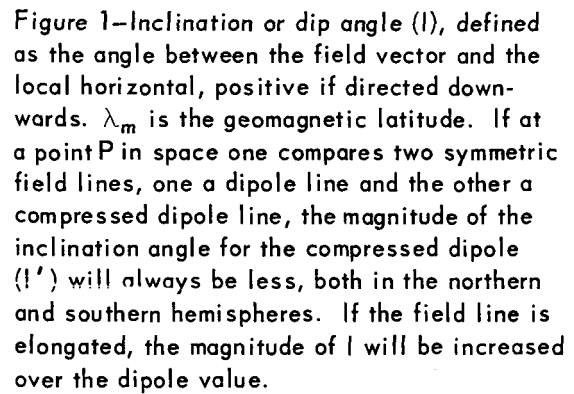 Figure 1–Inclination or dip angle (I), defined
as the angle between the field vector and the
local horizontal, positive if directed down-
wards. λm is the geomagnetic latitude. If at
a point P in space one compares two symmetric
field lines, one a dipole line and the other a
compressed dipole line, the magnitude of the
inclination angle for the compressed dipole
(I′) will always be less, both in the northern
and southern hemispheres. If the field line is
elongated, the magnitude of I will be increased
over the dipole value.